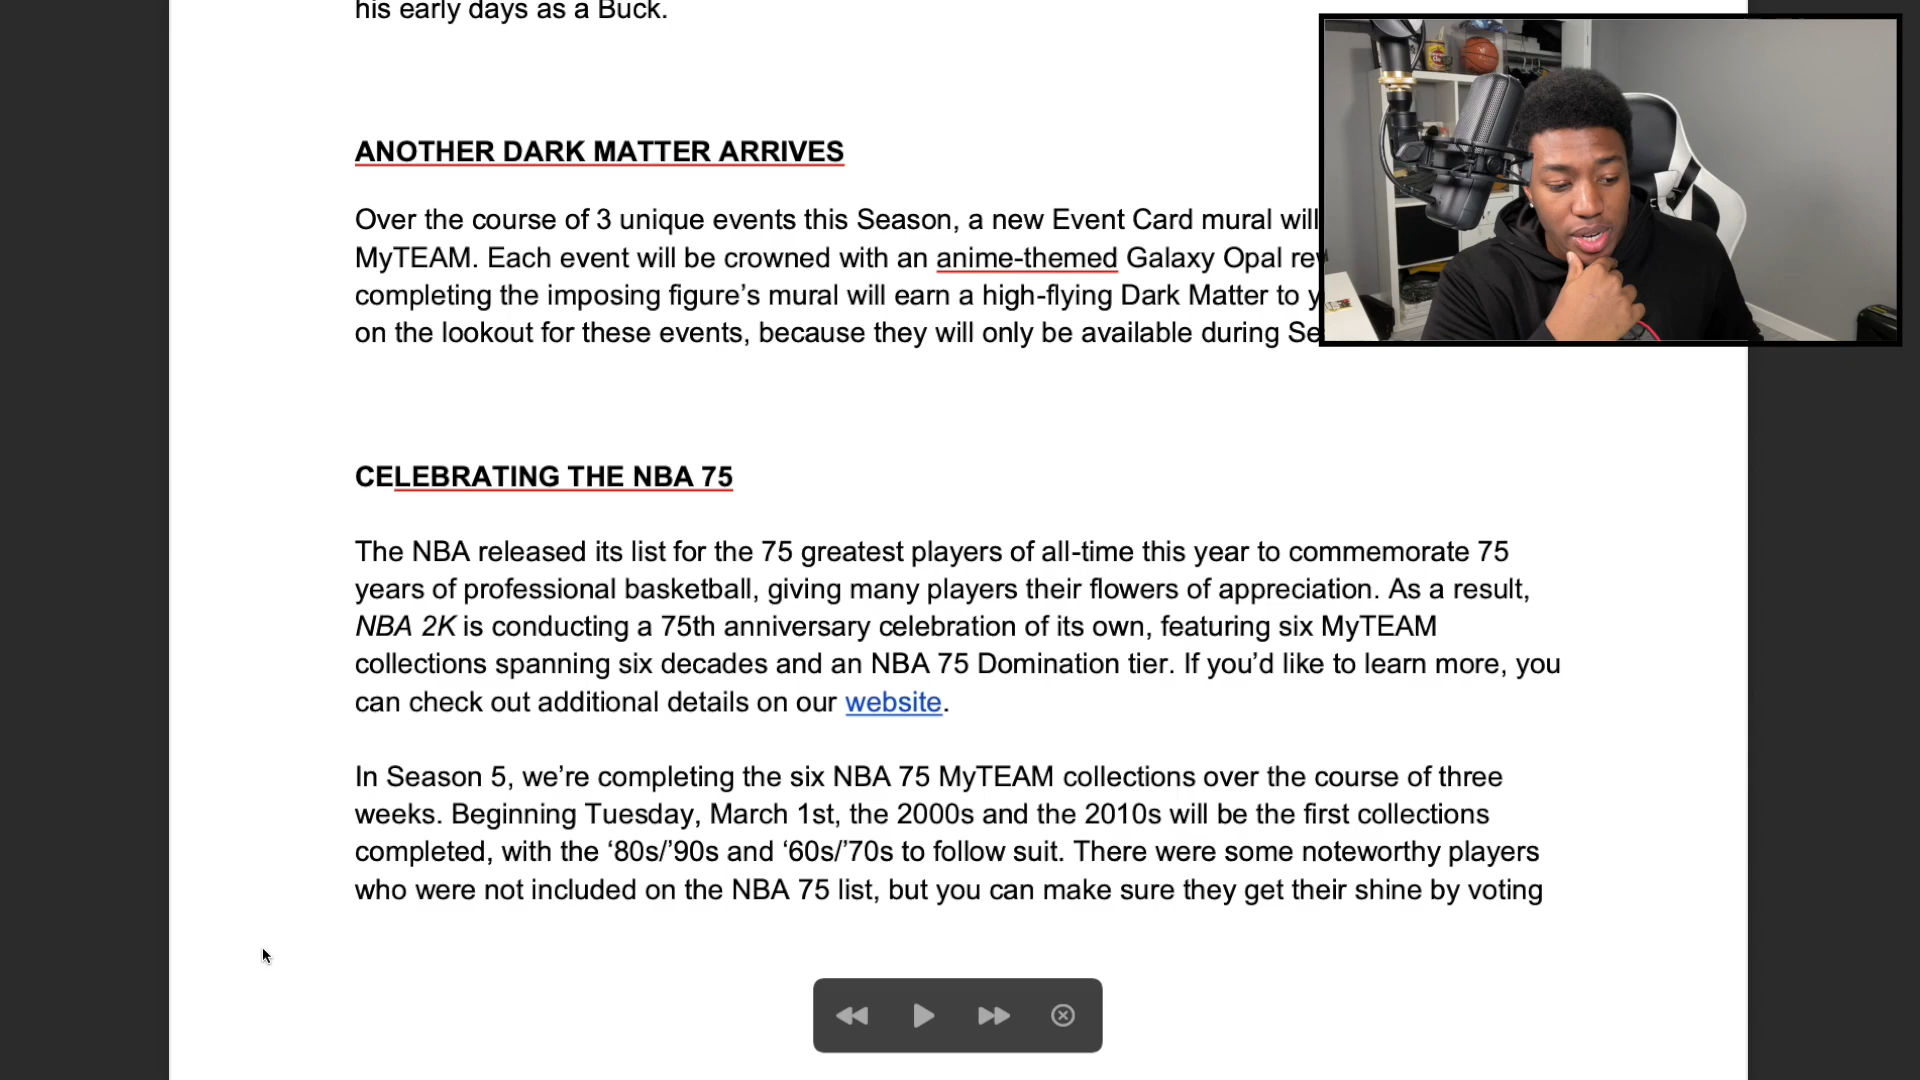 his early days as a Buck.
ANOTHER DARK MATTER ARRIVES
Over the course of 3 unique events this Season, a new Event Card mural will
MyTEAM. Each event will be crowned with an anime-themed Galaxy Opal
completing the imposing figure’s mural will earn a high-flying Dark Matter to
on the lookout for these events, because they will only be available during
CELEBRATING THE NBA 75
The NBA released its list for the 75 greatest players of all-time this year to commemorate 75
years of professional basketball, giving many players their flowers of appreciation. As a result,
NBA 2K is conducting a 75th anniversary celebration of its own, featuring six MyTEAM
collections spanning six decades and an NBA 75 Domination tier. If you’d like to learn more, you
can check out additional details on our website.
In Season 5, we’re completing the six NBA 75 MyTEAM collections over the course of three
weeks. Beginning Tuesday, March 1st, the 2000s and the 2010s will be the first collections
completed, with the ‘80s/’90s and ‘60s/’70s to follow suit. There were some noteworthy players
who were not included on the NBA 75 list, but you can make sure they get their shine by voting